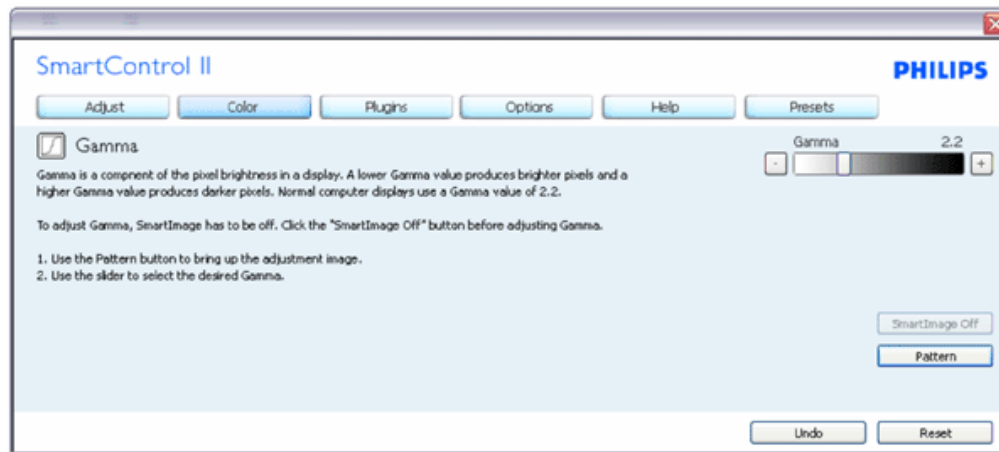 SmartControl II
PHILIPS
Adjust Color Plugins Options Help Presets
Gamma
Gamma 2.2
- +
Gamma is a compnent of the pixel brightness in a display. A lower Gamma value produces brighter pixels and a
higher Gamma value produces darker pixels. Normal computer displays use a Gamma value of 2.2.
To adjust Gamma, SmartImage has to be off. Click the "SmartImage Off" button before adjusting Gamma.
1. Use the Pattern button to bring up the adjustment image.
2. Use the slider to select the desired Gamma.
SmartImage Off
Pattern
Undo Reset